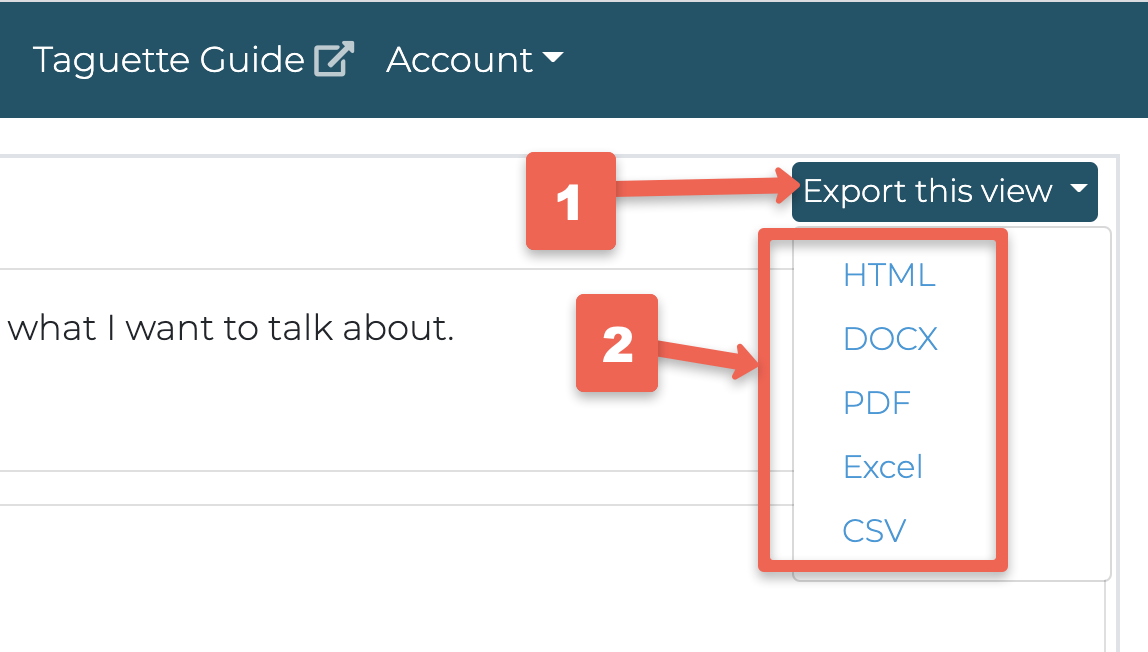 Taguette Guide Account
1
Export this view
HTML
what I want to talk about.
2
DOCX
PDF
Excel
CSV